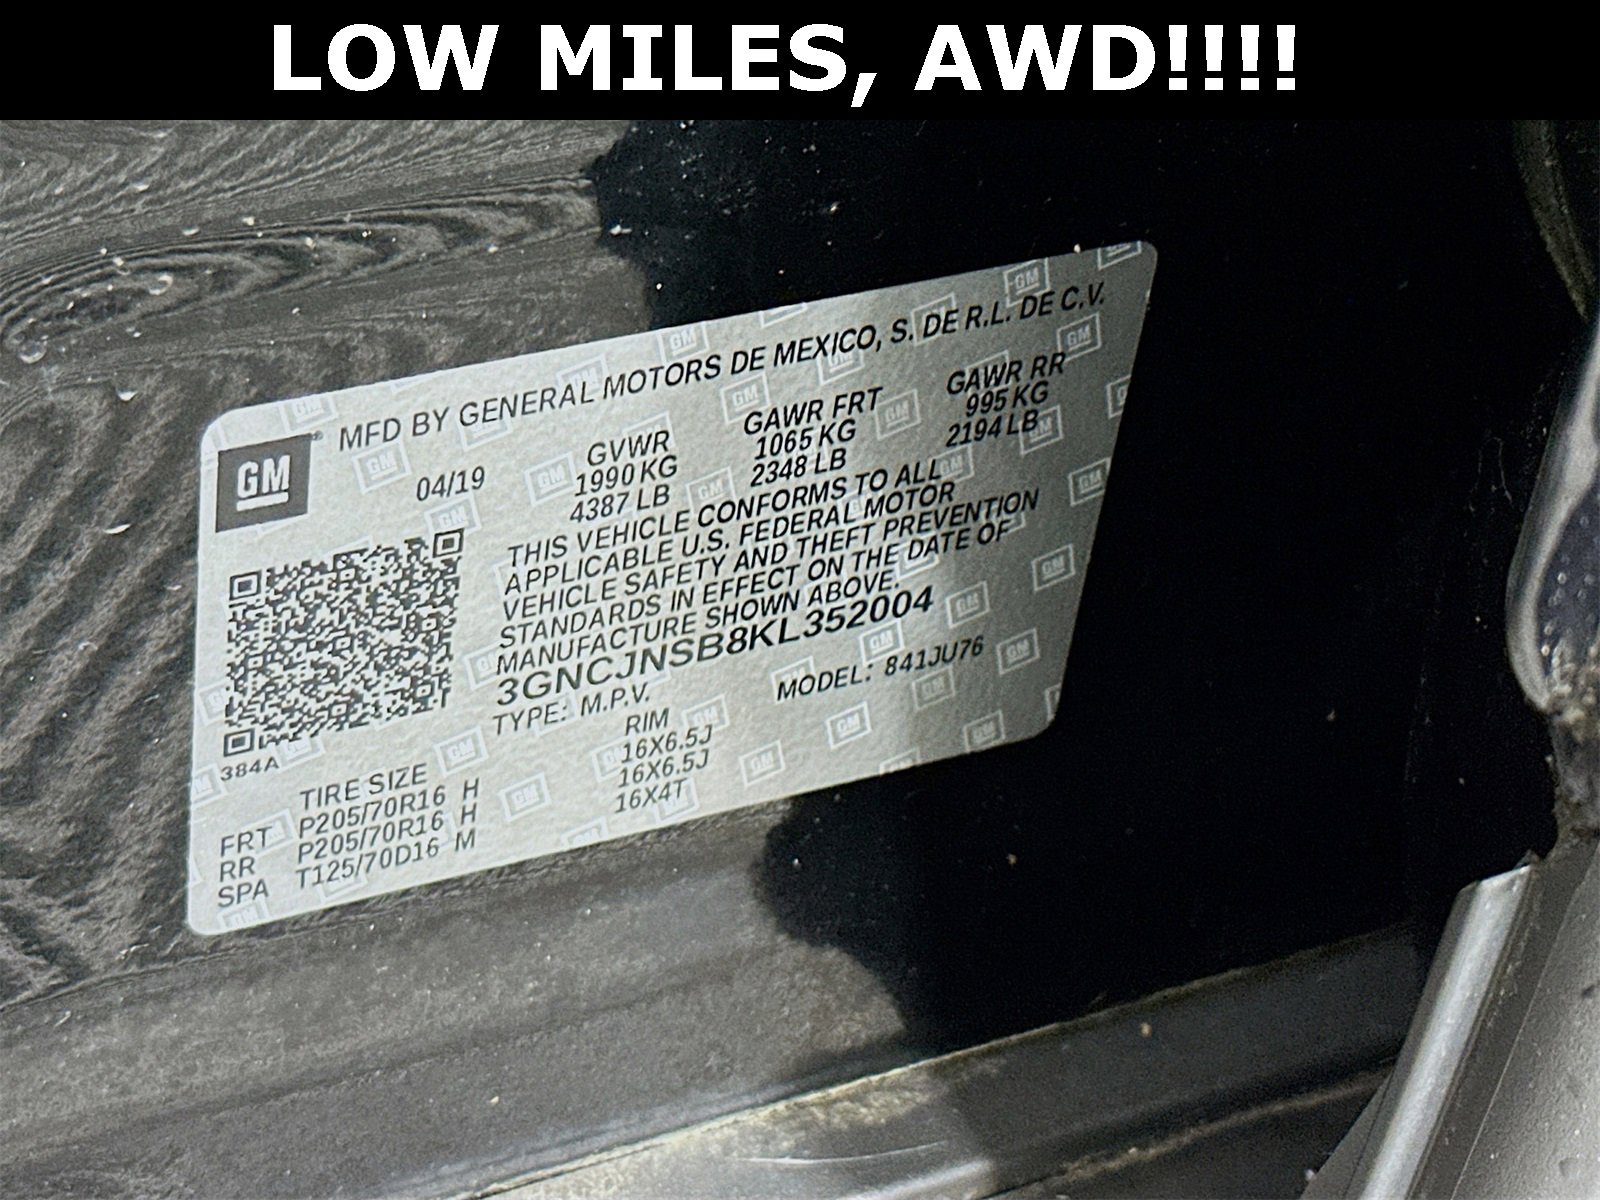 LOW MILES, AWD!!!!
MFD BY GENERAL MOTORS DE MEXICO, S. DE R.L. DE C.V.
GM
04/19
GVWR GAWR FRT GAWR RR
1990 KG 1065 KG 995 KG
4387 LB 2348 LB 2194 LB
THIS VEHICLE CONFORMS TO ALL
APPLICABLE U.S. FEDERAL MOTOR
VEHICLE SAFETY AND THEFT PREVENTION
STANDARDS IN EFFECT ON THE DATE OF
MANUFACTURE SHOWN ABOVE.
3GNCJNSB8KL352004
TYPE: M.P.V. MODEL: 841JU76
384A
TIRE SIZE RIM
FRT P205/70R16 H 16X6.5J
RR P205/70R16 H 16X6.5J
SPA T125/70D16 M 16X4T